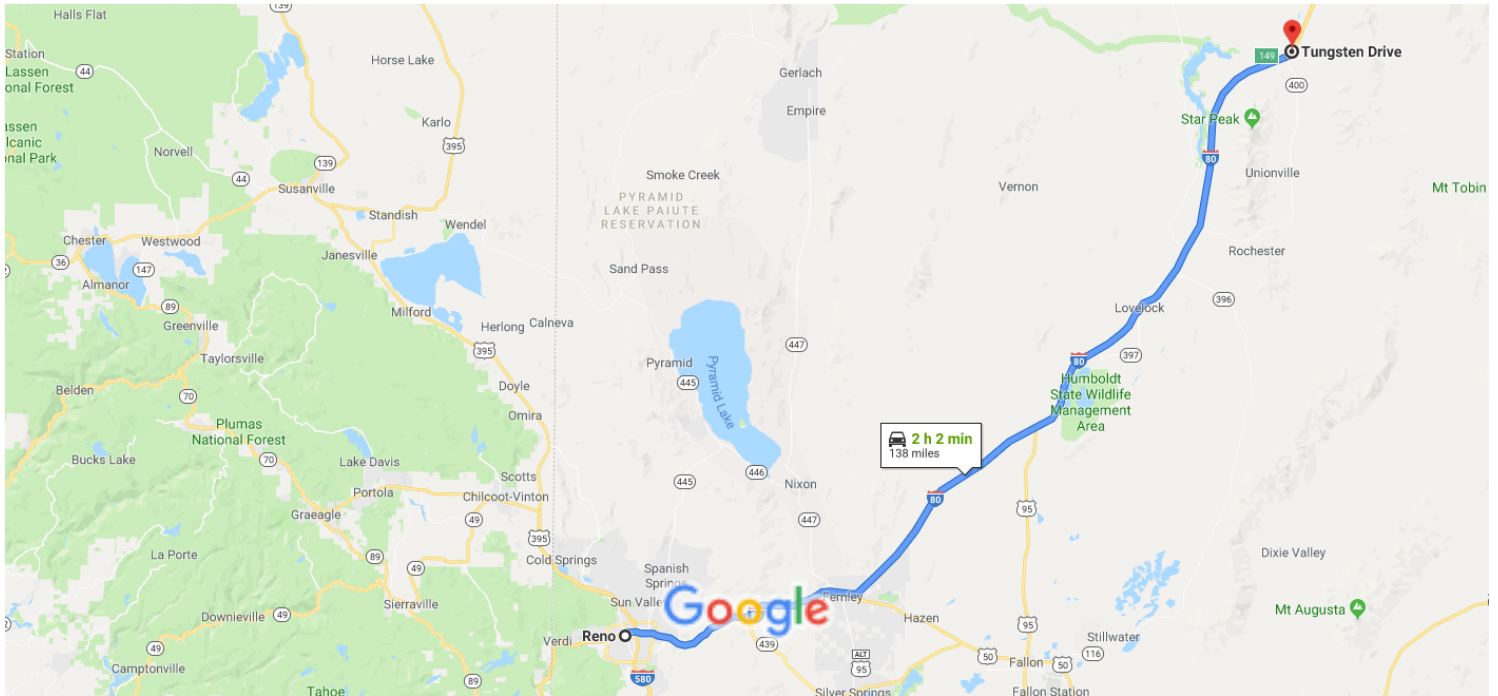 Halls Flat
139
Station
44
Lassen
onal Forest
Horse Lake
Gerlach
Empire
149
Tungsten Drive
400
Karlo
395
assen
olcanic
onal Park
Norvell
139
44
Susanville
Standish
Star Peak
80
Unionville
Mt Tobin
Smoke Creek
PYRAMID
LAKE PAIUTE
RESERVATION
Vernon
Wendel
Chester
Westwood
36
147
Almanor
Janesville
Sand Pass
Rochester
89
Greenville
Milford
Herlong
Calneva
395
396
Lovelock
397
80
Taylorsville
Doyle
Pyramid
445
Pyramid Lake
447
Humboldt
State Wildlife
Management
Area
Belden
70
Omira
Plumas
National Forest
2 h 2 min
138 miles
Bucks Lake
70
Lake Davis
Portola
Scotts
Chilcoot-Vinton
445
446
Nixon
80
95
Graeagle
49
395
447
La Porte
89
49
Cold Springs
Spanish
Springs
Dixie Valley
Downieville
49
Sierraville
Sun Valle
Google
Fernley
Hazen
Mt Augusta
Verdi
Reno
439
95
Stillwater
116
Camptonville
49
580
ALT
95
50
Fallon
50
Tahoe
Silver Springs
Fallon Station